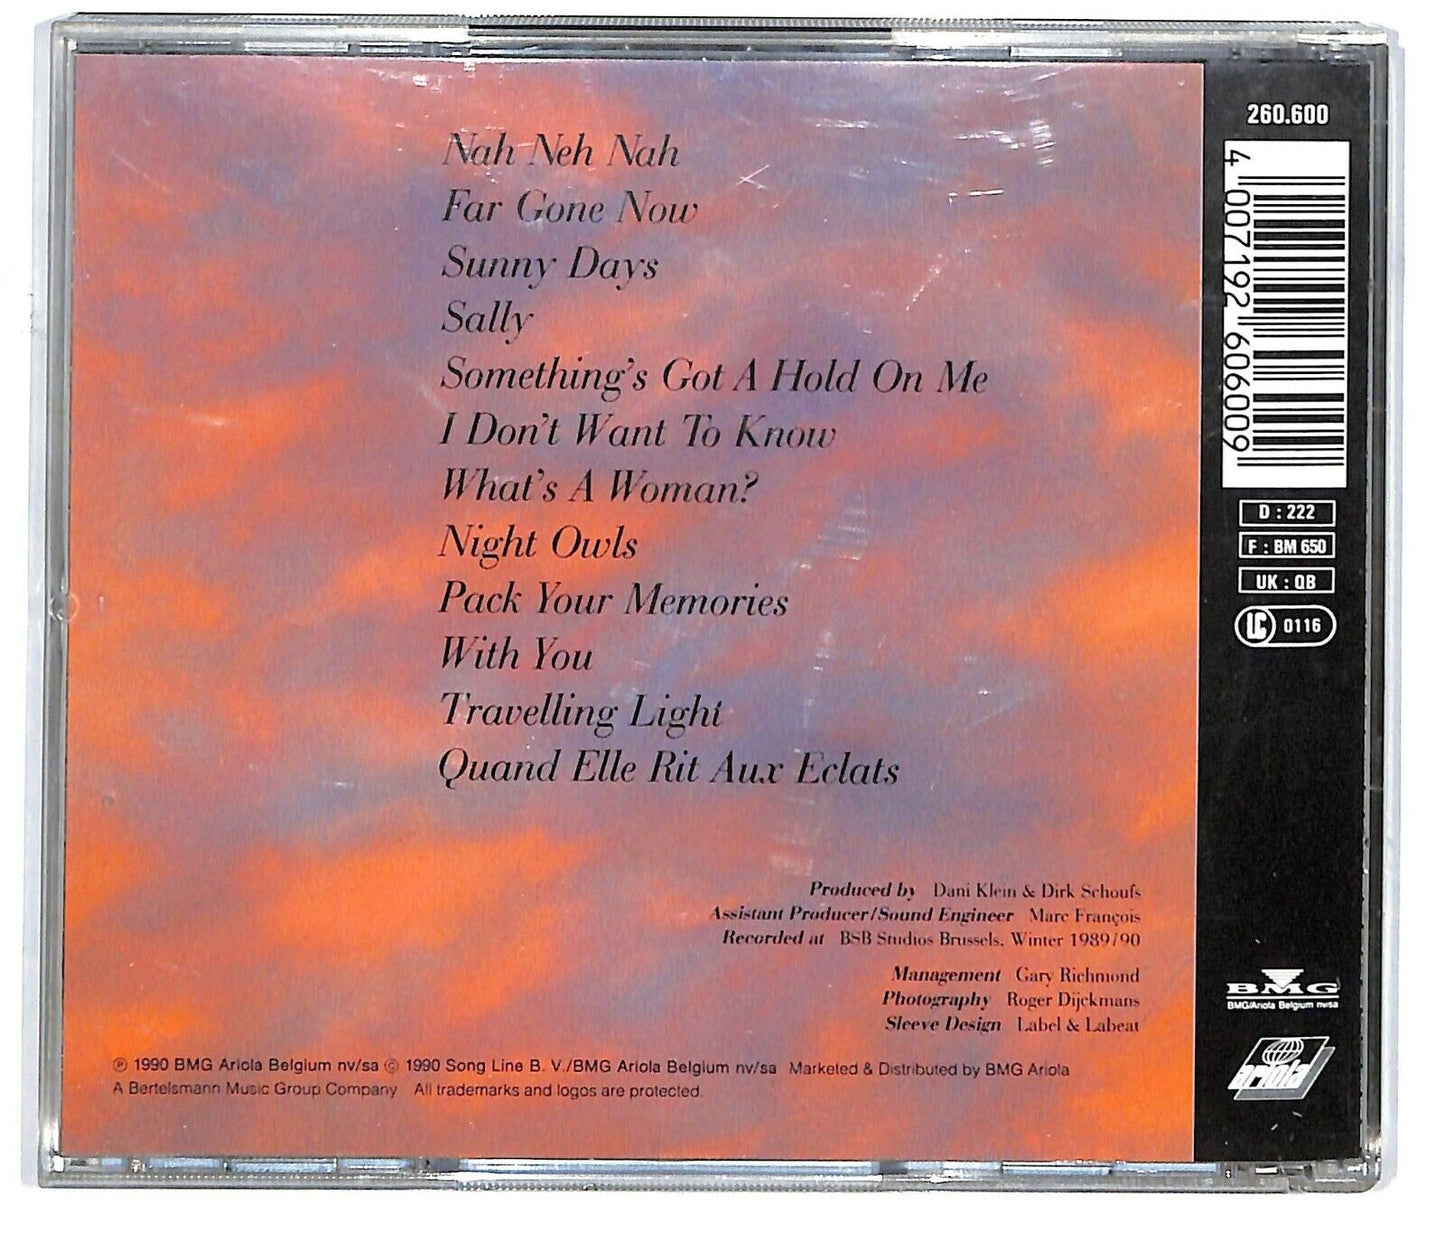 Nah Neh Nah
Far Gone Now
Sunny Days
Sally
Something's Got A Hold On Me
I Don't Want To Know
What's A Woman?
Night Owls
Pack Your Memories
With You
Travelling Light
Quand Elle Rit Aux Eclats
Produced by Dani Klein & Dirk Schoufs
Assistant Producer/Sound Engineer Marc François
Recorded at BSB Studios Brussels, Winter 1989/90
Management Gary Richmond
Photography Roger Dijckmans
Sleeve Design Label & Labeat
℗ 1990 BMG Ariola Belgium nv/sa © 1990 Song Line B. V./BMG Ariola Belgium nv/sa Marketed & Distributed by BMG Ariola
A Bertelsmann Music Group Company All trademarks and logos are protected.
260.600
4 007192 606009
D : 222
F : BM 650
UK : QB
LC 0116
BMG
BMG/Ariola Belgium nv/sa
ariola